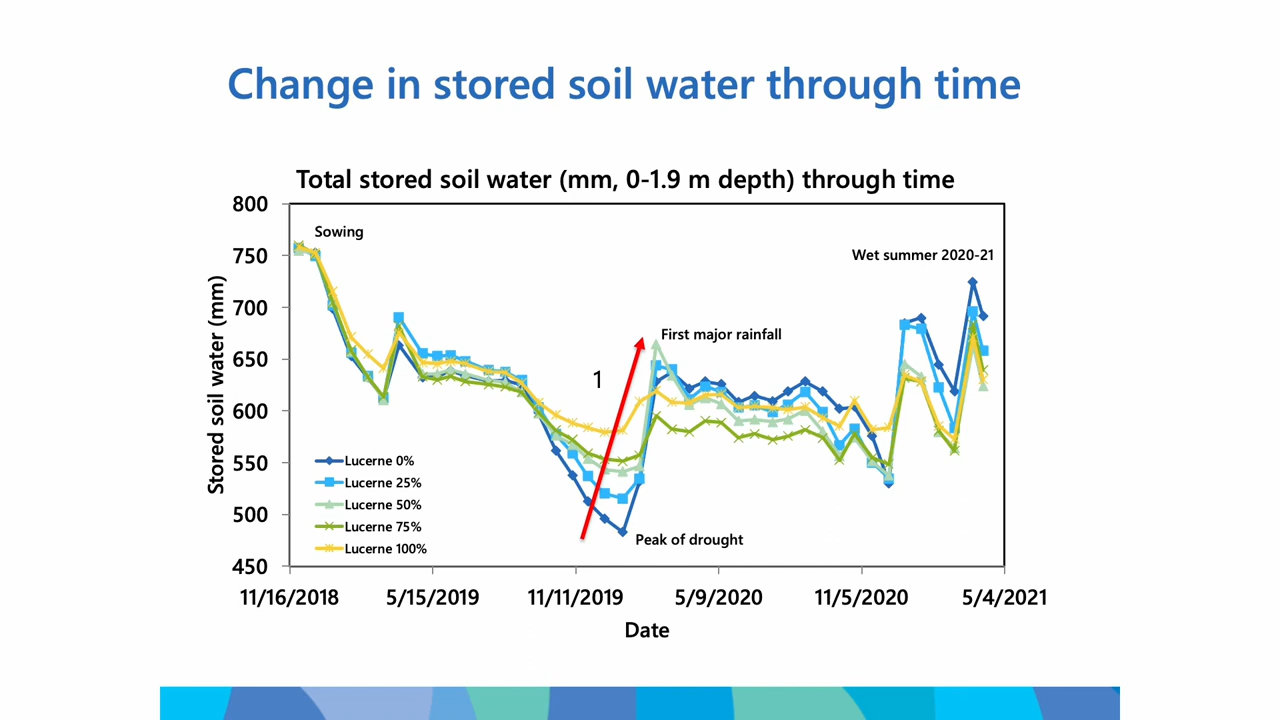 Change in stored soil water through time
Total stored soil water (mm, 0-1.9 m depth) through time
Stored soil water (mm)
800
750
700
650
600
550
500
450
Sowing
Wet summer 2020-21
First major rainfall
1
Peak of drought
Lucerne 0%
Lucerne 25%
Lucerne 50%
Lucerne 75%
Lucerne 100%
11/16/2018 5/15/2019 11/11/2019 5/9/2020 11/5/2020 5/4/2021
Date